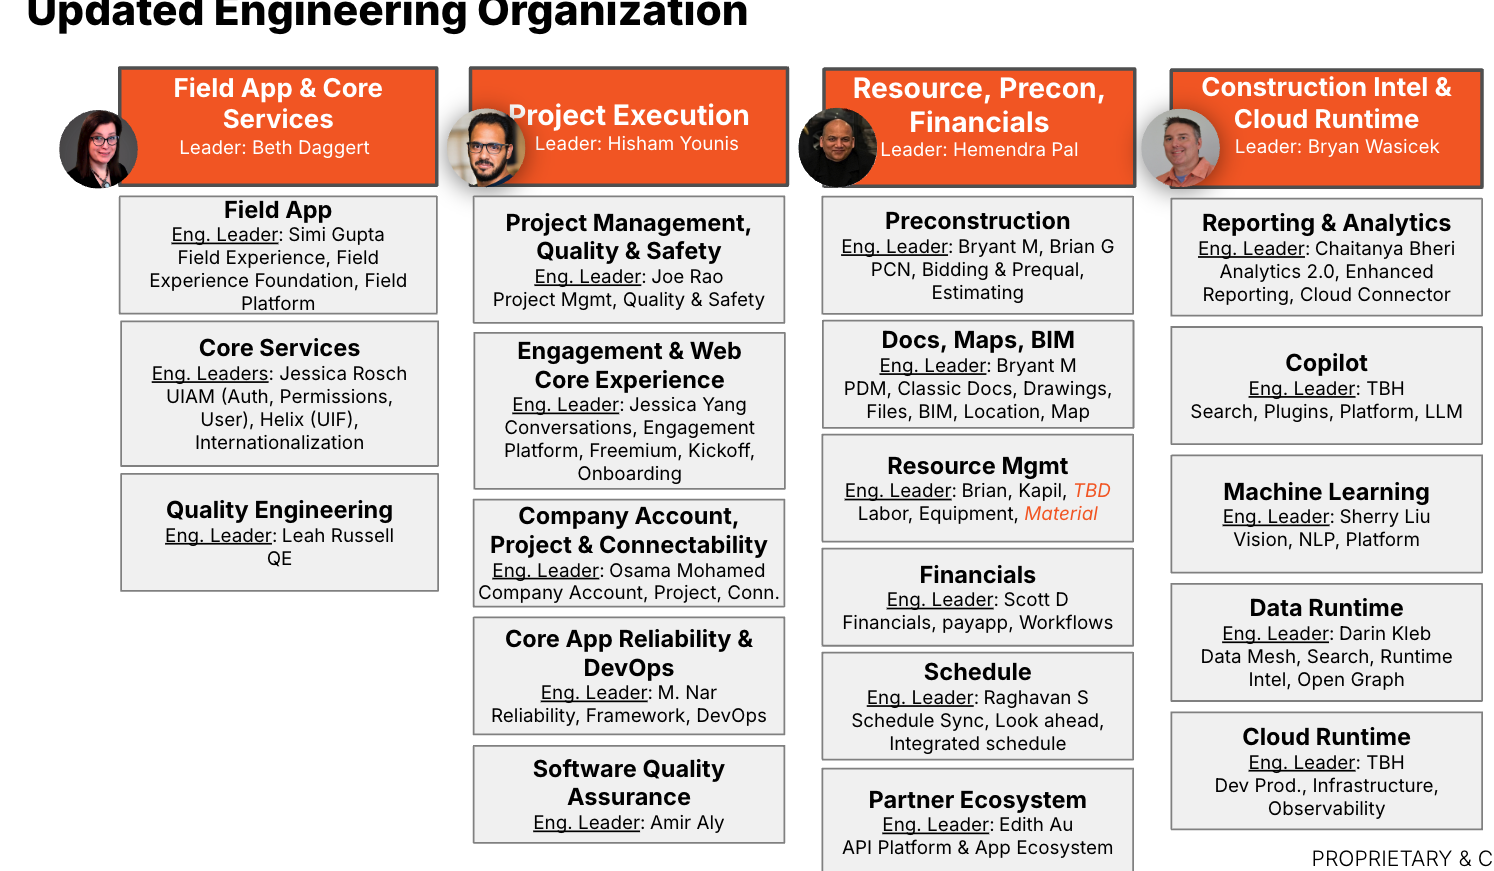 Updated Engineering Organization
Field App & Core
Services
Leader: Beth Daggert
Field App
Eng. Leader: Simi Gupta
Field Experience, Field
Experience Foundation, Field
Platform
Core Services
Eng. Leaders: Jessica Rosch
UIAM (Auth, Permissions,
User), Helix (UIF),
Internationalization
Quality Engineering
Eng. Leader: Leah Russell
QE
Project Execution
Leader: Hisham Younis
Project Management,
Quality & Safety
Eng. Leader: Joe Rao
Project Mgmt, Quality & Safety
Engagement & Web
Core Experience
Eng. Leader: Jessica Yang
Conversations, Engagement
Platform, Freemium, Kickoff,
Onboarding
Company Account,
Project & Connectability
Eng. Leader: Osama Mohamed
Company Account, Project, Conn.
Core App Reliability &
DevOps
Eng. Leader: M. Nar
Reliability, Framework, DevOps
Software Quality
Assurance
Eng. Leader: Amir Aly
Resource, Precon,
Financials
Leader: Hemendra Pal
Preconstruction
Eng. Leader: Bryant M, Brian G
PCN, Bidding & Prequal,
Estimating
Docs, Maps, BIM
Eng. Leader: Bryant M
PDM, Classic Docs, Drawings,
Files, BIM, Location, Map
Resource Mgmt
Eng. Leader: Brian, Kapil, TBD
Labor, Equipment, Material
Financials
Eng. Leader: Scott D
Financials, payapp, Workflows
Schedule
Eng. Leader: Raghavan S
Schedule Sync, Look ahead,
Integrated schedule
Partner Ecosystem
Eng. Leader: Edith Au
API Platform & App Ecosystem
Construction Intel &
Cloud Runtime
Leader: Bryan Wasicek
Reporting & Analytics
Eng. Leader: Chaitanya Bheri
Analytics 2.0, Enhanced
Reporting, Cloud Connector
Copilot
Eng. Leader: TBH
Search, Plugins, Platform, LLM
Machine Learning
Eng. Leader: Sherry Liu
Vision, NLP, Platform
Data Runtime
Eng. Leader: Darin Kleb
Data Mesh, Search, Runtime
Intel, Open Graph
Cloud Runtime
Eng. Leader: TBH
Dev Prod., Infrastructure,
Observability
PROPRIETARY & C